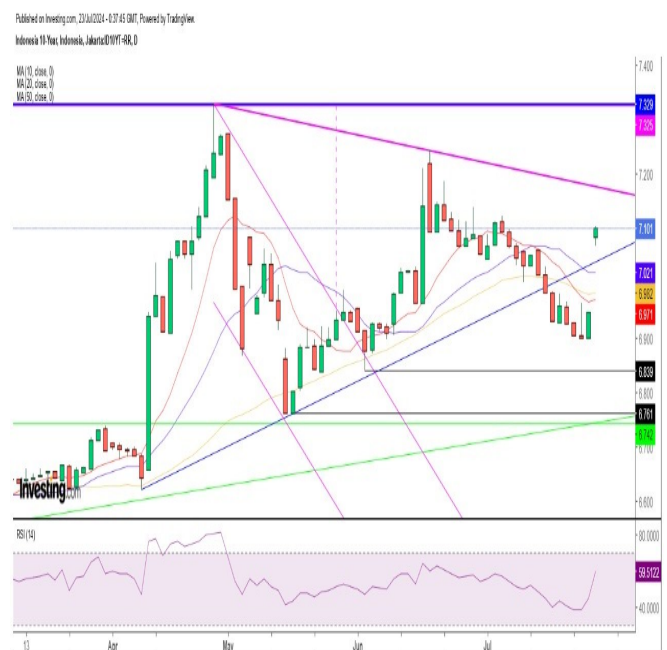 Published on Investing.com, 23/Jul/2024 - 0:37:45 GMT, Powered by TradingView.
Indonesia 10-Year, Indonesia, Jakarta:ID10YT=RR, D
MA (10, close, 0)
MA (20, close, 0)
MA (50, close, 0)
7.400
7.329
7.325
7.200
7.101
7.021
6.982
6.971
6.900
6.839
6.800
6.761
6.742
6.700
6.600
Investing.com
RSI (14)
80.0000
59.5122
40.0000
13
Apr
May
Jun
Jul